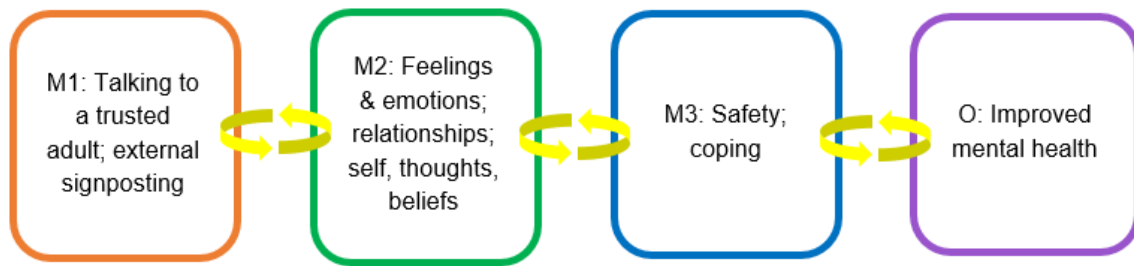 M1: Talking to
a trusted
adult; external
signposting
M2: Feelings
& emotions;
relationships;
self, thoughts,
beliefs
M3: Safety;
coping
O: Improved
mental health